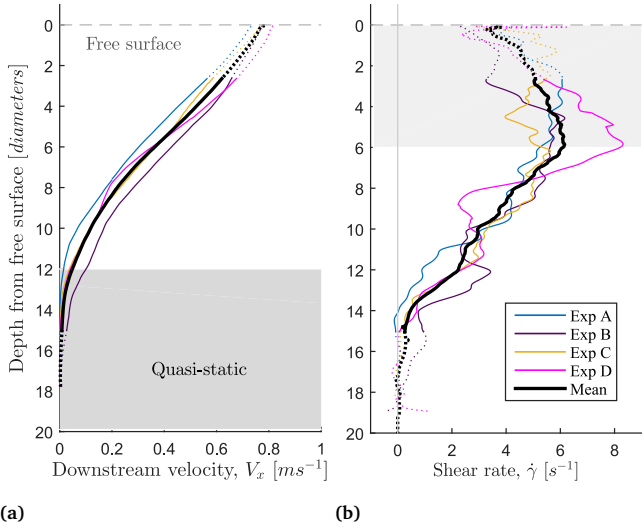 0
2
4
6
8
10
12
14
16
18
20
Depth from free surface [diameters]
Free surface
Quasi-static
0
0.2
0.4
0.6
0.8
1
Downstream velocity, Vₓ [ms⁻¹]
(a)
0
2
4
6
8
10
12
14
16
18
20
Exp A
Exp B
Exp C
Exp D
Mean
0
2
4
6
8
Shear rate, γ̇ [s⁻¹]
(b)